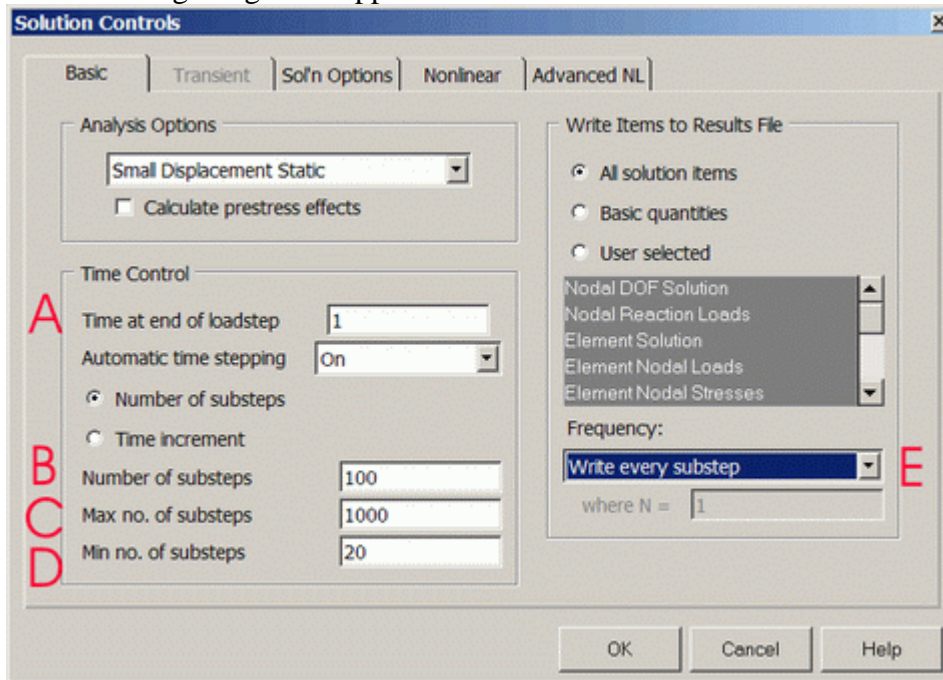 Solution Controls
Basic
Transient
Sol'n Options
Nonlinear
Advanced NL
Analysis Options
Small Displacement Static
Calculate prestress effects
Time Control
A
Time at end of loadstep 1
Automatic time stepping On
Number of substeps
Time increment
B
Number of substeps 100
C
Max no. of substeps 1000
D
Min no. of substeps 20
Write Items to Results File
All solution items
Basic quantities
User selected
Nodal DOF Solution
Nodal Reaction Loads
Element Solution
Element Nodal Loads
Element Nodal Stresses
Frequency:
Write every substep
E
where N = 1
OK
Cancel
Help